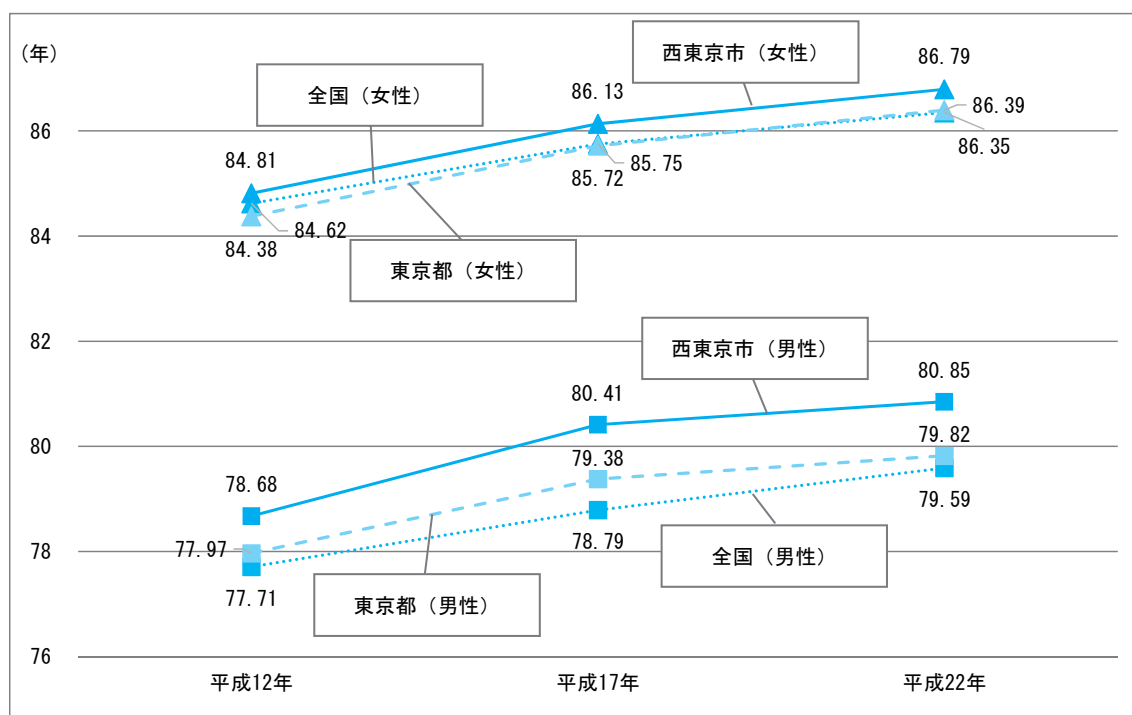 (年)
西東京市（女性）
86.79
全国（女性）
86.13
86.39
86
84.81
86.35
85.75
85.72
84.62
84
84.38
東京都（女性）
82
西東京市（男性）
80.85
80.41
80
79.82
79.38
78.68
79.59
77.97
78
78.79
全国（男性）
77.71
東京都（男性）
76
平成12年
平成17年
平成22年